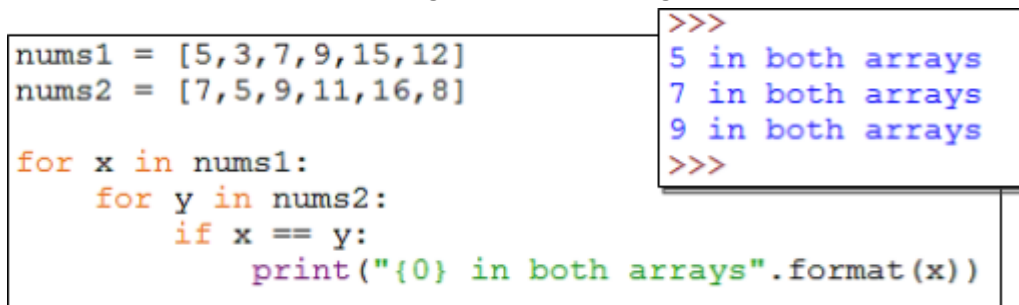 nums1 = [5,3,7,9,15,12]
nums2 = [7,5,9,11,16,8]
for x in nums1:
    for y in nums2:
        if x == y:
            print("{0} in both arrays".format(x))
>>>
5 in both arrays
7 in both arrays
9 in both arrays
>>>